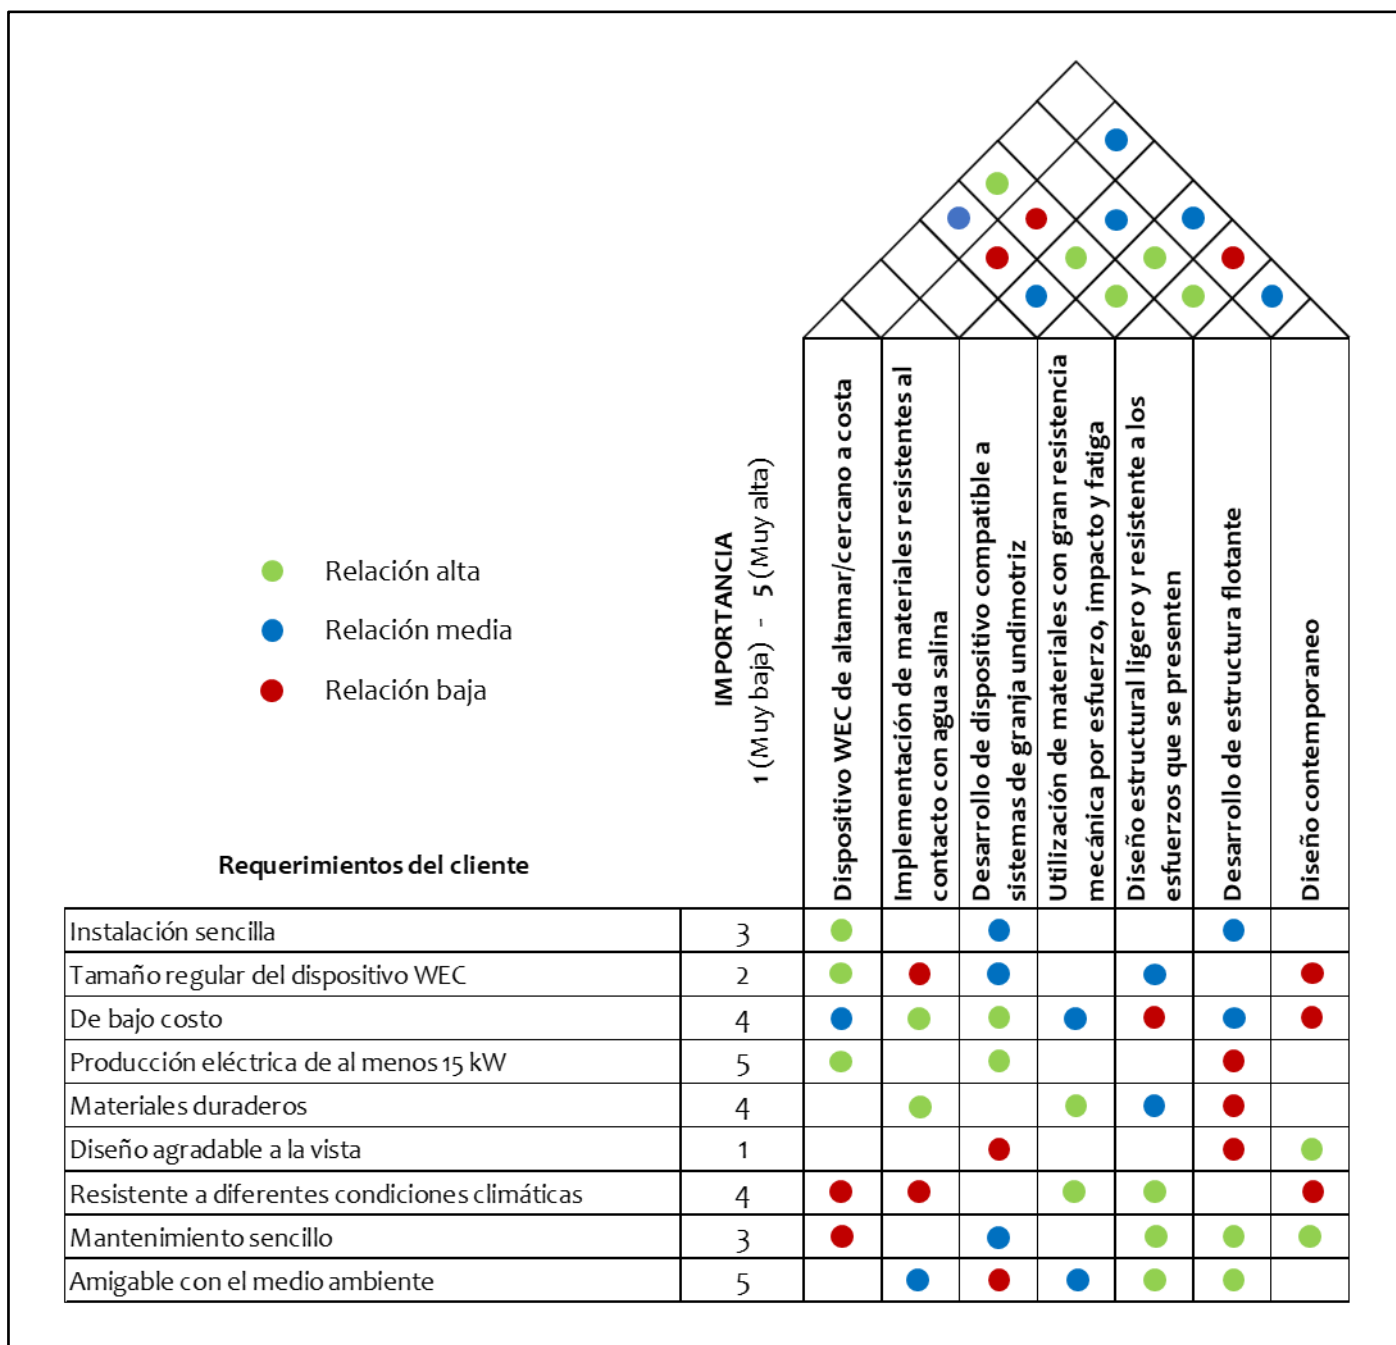 Relación alta
Relación media
Relación baja
IMPORTANCIA
1 (Muy baja) - 5 (Muy alta)
Dispositivo WEC de altamar/cercano a costa
Implementación de materiales resistentes al
contacto con agua salina
Desarrollo de dispositivo compatible a
sistemas de granja undimotriz
Utilización de materiales con gran resistencia
mecánica por esfuerzo, impacto y fatiga
Diseño estructural ligero y resistente a los
esfuerzos que se presenten
Desarrollo de estructura flotante
Diseño contemporaneo
Requerimientos del cliente
Instalación sencilla 3
Tamaño regular del dispositivo WEC 2
De bajo costo 4
Producción eléctrica de al menos 15 kW 5
Materiales duraderos 4
Diseño agradable a la vista 1
Resistente a diferentes condiciones climáticas 4
Mantenimiento sencillo 3
Amigable con el medio ambiente 5